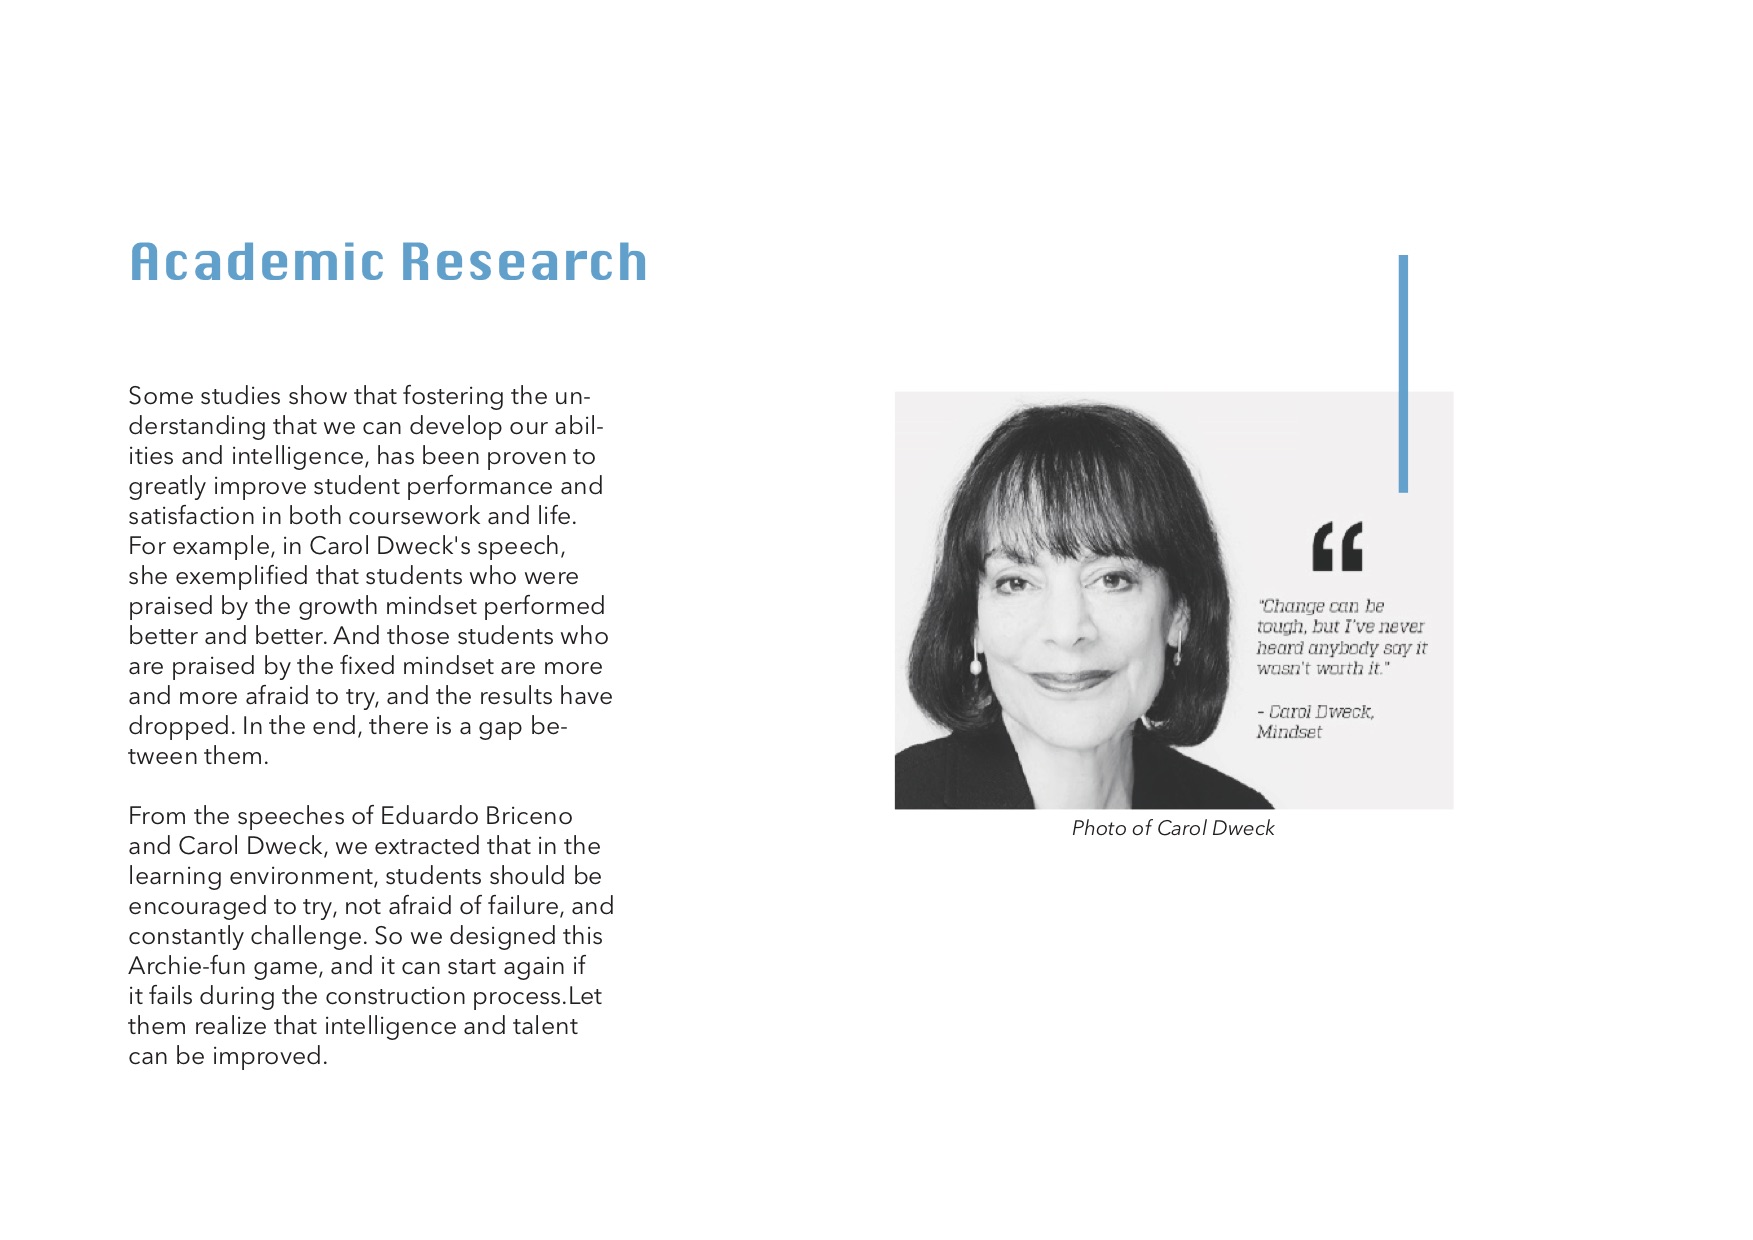 Academic Research
Some studies show that fostering the un-
derstanding that we can develop our abil-
ities and intelligence, has been proven to
greatly improve student performance and
satisfaction in both coursework and life.
For example, in Carol Dweck's speech,
she exemplified that students who were
praised by the growth mindset performed
better and better. And those students who
are praised by the fixed mindset are more
and more afraid to try, and the results have
dropped. In the end, there is a gap be-
tween them.
From the speeches of Eduardo Briceno
and Carol Dweck, we extracted that in the
learning environment, students should be
encouraged to try, not afraid of failure, and
constantly challenge. So we designed this
Archie-fun game, and it can start again if
it fails during the construction process.Let
them realize that intelligence and talent
can be improved.
“
"Change can be
tough, but I've never
heard anybody say it
wasn't worth it."
- Carol Dweck,
Mindset
Photo of Carol Dweck